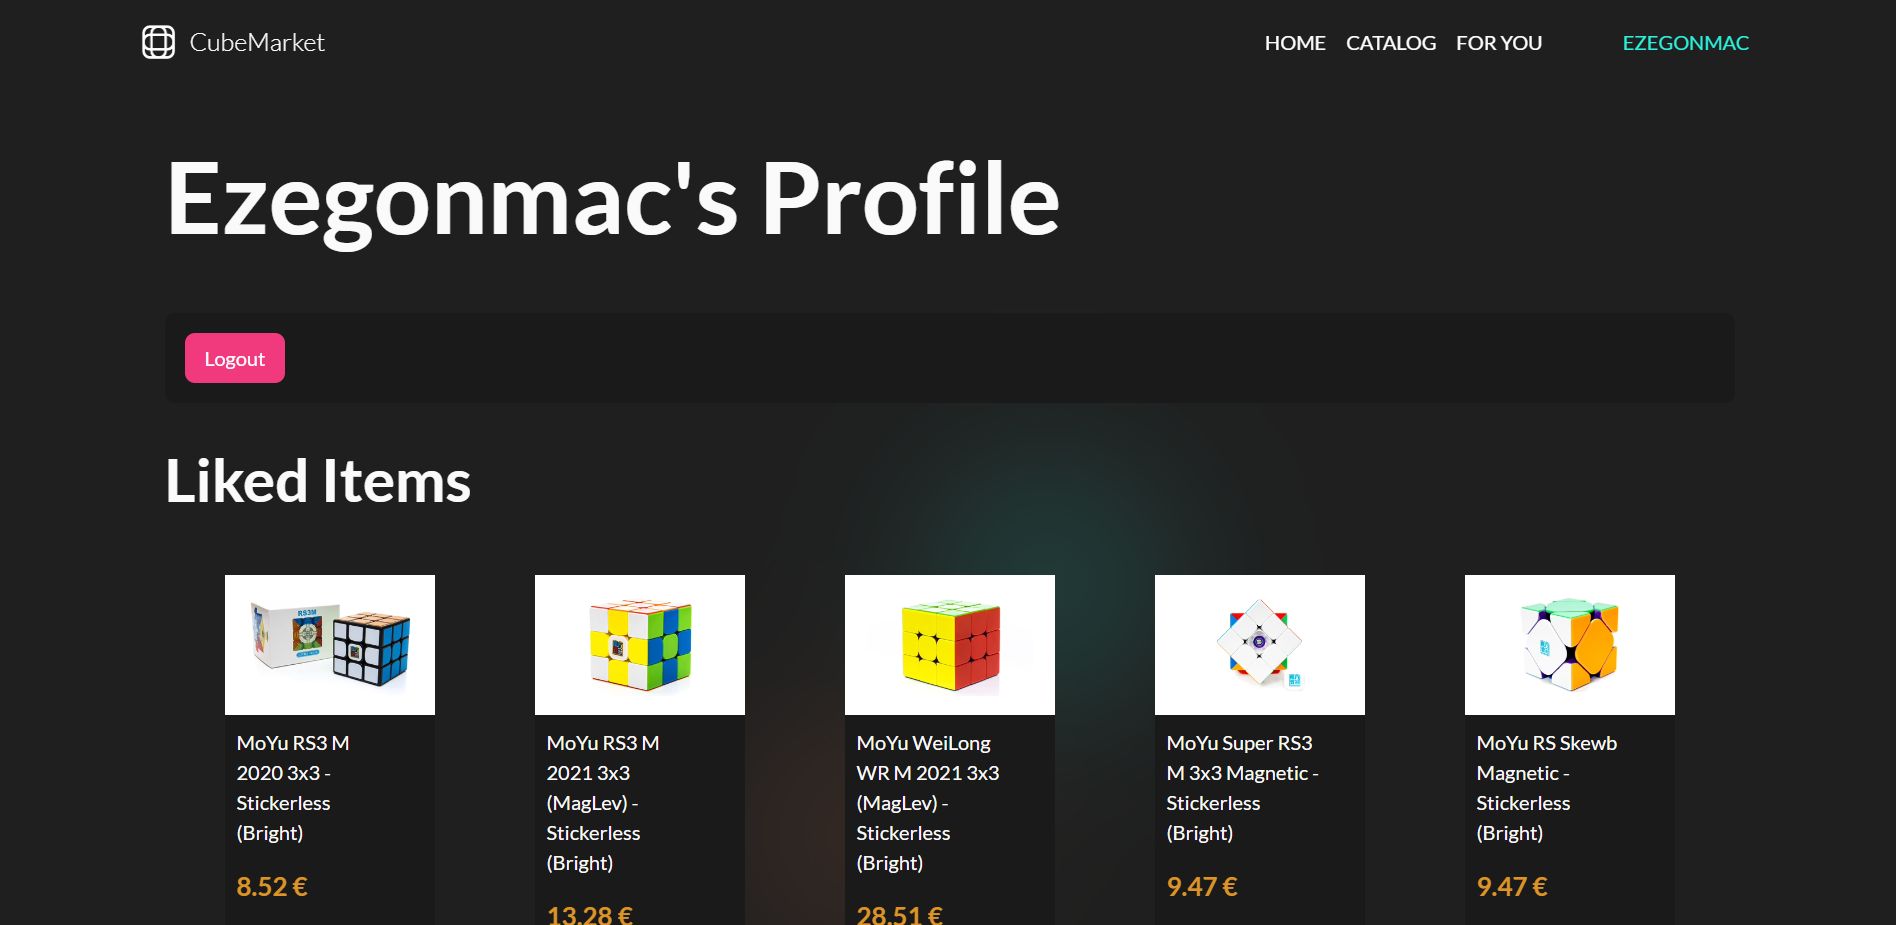 CubeMarket
HOME CATALOG FOR YOU EZEGONMAC
Ezegonmac's Profile
Logout
Liked Items
RS3M
MoYu RS3 M
2020 3x3 -
Stickerless
(Bright)
8.52 €
MoYu RS3 M
2021 3x3
(MagLev) -
Stickerless
(Bright)
13.28 €
MoYu WeiLong
WR M 2021 3x3
(MagLev) -
Stickerless
(Bright)
28.51 €
MoYu Super RS3
M 3x3 Magnetic -
Stickerless
(Bright)
9.47 €
MoYu RS Skewb
Magnetic -
Stickerless
(Bright)
9.47 €